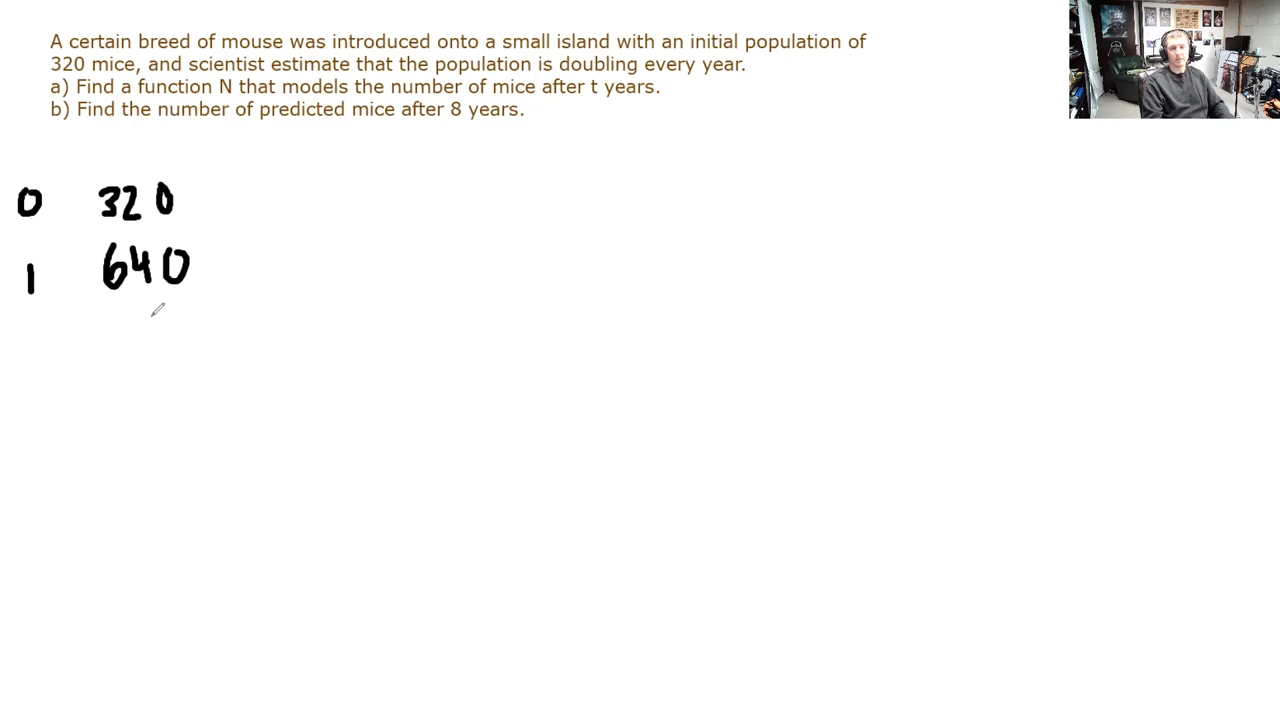 A certain breed of mouse was introduced onto a small island with an initial population of
320 mice, and scientist estimate that the population is doubling every year.
a) Find a function N that models the number of mice after t years.
b) Find the number of predicted mice after 8 years.
0 320
1 640